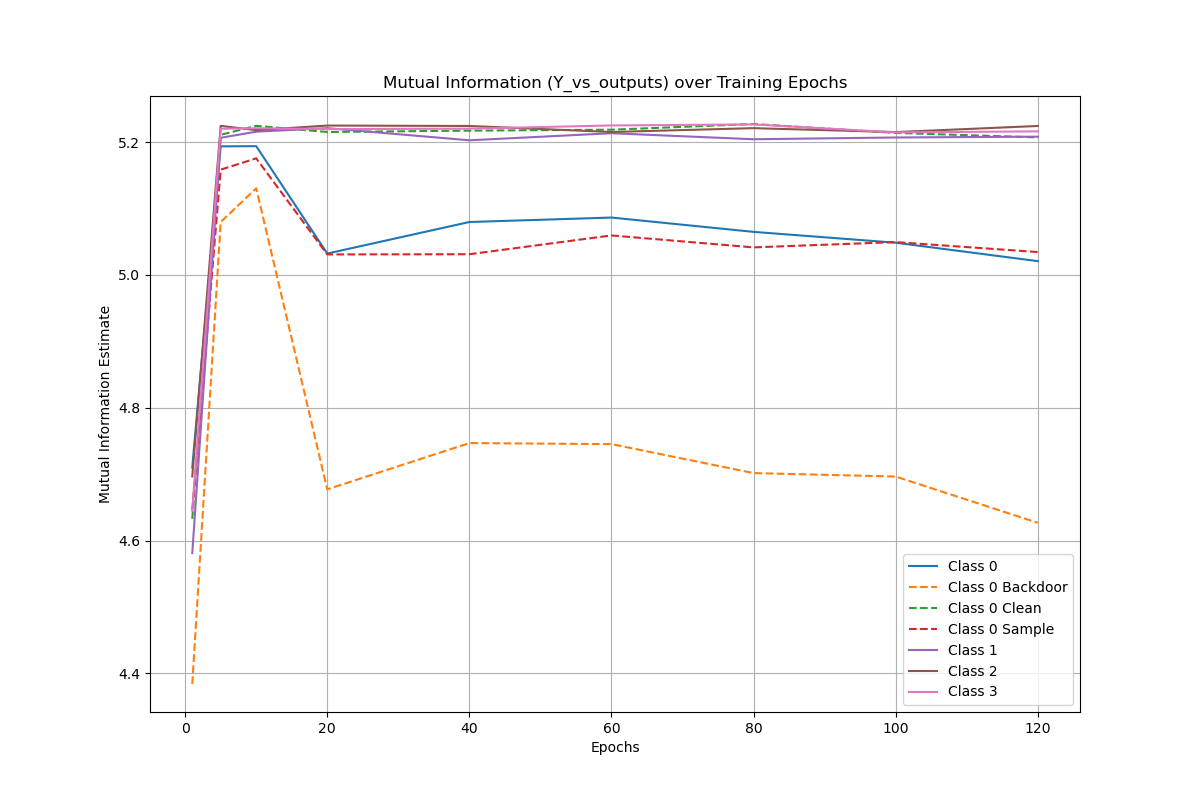 Mutual Information (Y_vs_outputs) over Training Epochs
Mutual Information Estimate
5.2
5.0
4.8
4.6
4.4
0 20 40 60 80 100 120
Epochs
Class 0
Class 0 Backdoor
Class 0 Clean
Class 0 Sample
Class 1
Class 2
Class 3